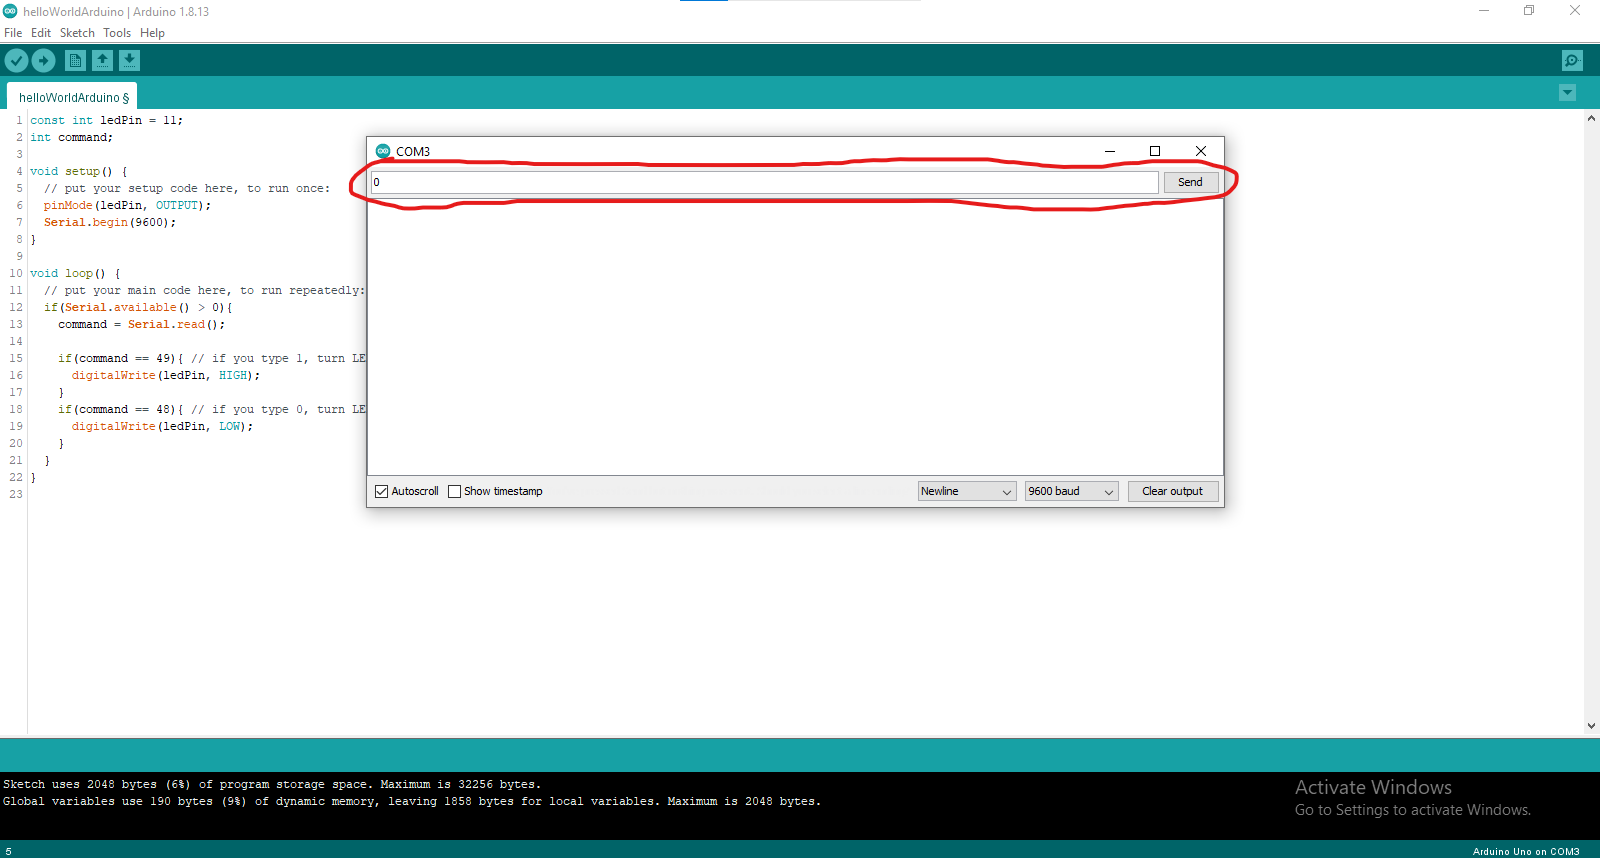 helloWorldArduino | Arduino 1.8.13
File Edit Sketch Tools Help
helloWorldArduino §
1 const int ledPin = 11;
2 int command;
3
4 void setup() {
5 // put your setup code here, to run once:
6 pinMode(ledPin, OUTPUT);
7 Serial.begin(9600);
8 }
9
10 void loop() {
11 // put your main code here, to run repeatedly:
12 if(Serial.available() > 0){
13 command = Serial.read();
14
15 if(command == 49){ // if you type 1, turn LE
16 digitalWrite(ledPin, HIGH);
17 }
18 if(command == 48){ // if you type 0, turn LE
19 digitalWrite(ledPin, LOW);
20 }
21 }
22 }
23
COM3
0 Send
Autoscroll Show timestamp Newline 9600 baud Clear output
Sketch uses 2048 bytes (6%) of program storage space. Maximum is 32256 bytes.
Global variables use 190 bytes (9%) of dynamic memory, leaving 1858 bytes for local variables. Maximum is 2048 bytes.
Activate Windows
Go to Settings to activate Windows.
5 Arduino Uno on COM3